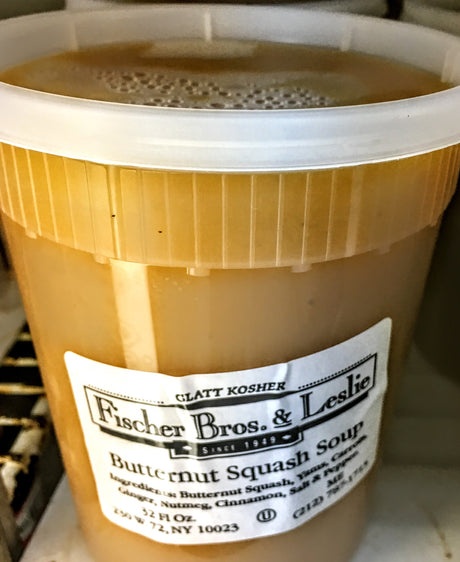 GLATT KOSHER
Fischer Bros. & Leslie
SINCE 1949
Butternut Squash Soup
Ingredients: Butternut Squash, Yams, Carrots,
Ginger, Nutmeg, Cinnamon, Salt & Pepper.
32 Fl Oz. U
230 W 72, NY 10023 (212) 787-1715